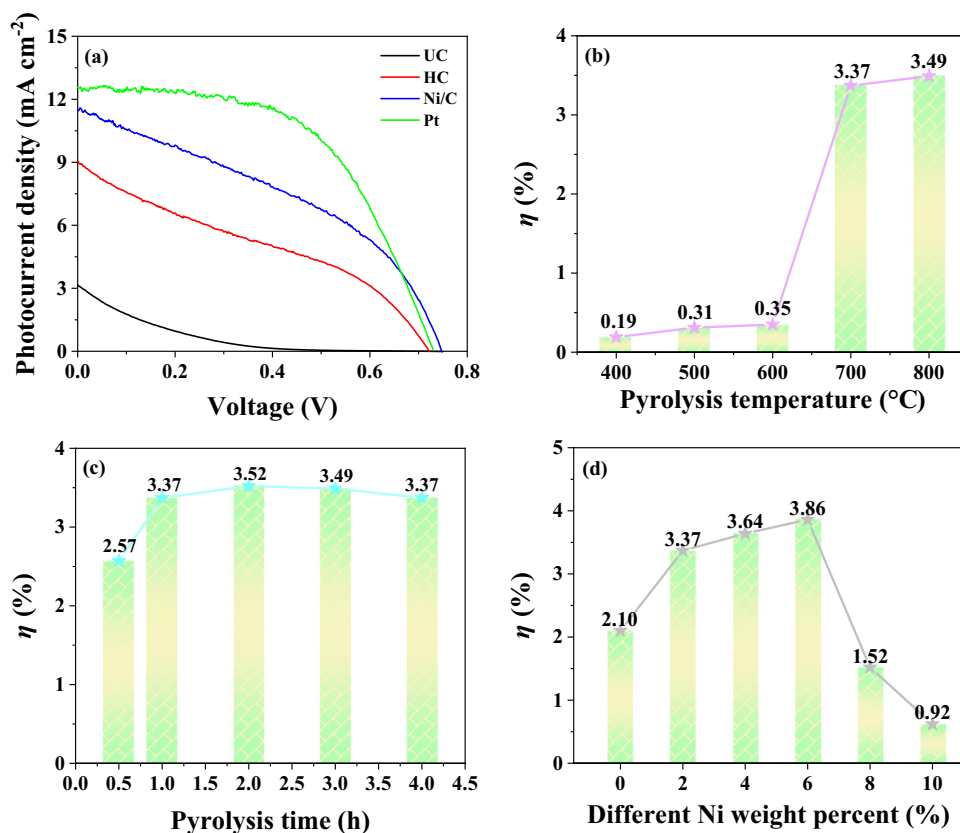 (a)
UC
HC
Ni/C
Pt
15
12
9
6
3
0
0.0 0.2 0.4 0.6 0.8
Photocurrent density (mA cm⁻²)
Voltage (V)
(b)
4
3
2
1
0
0.19
0.31
0.35
3.37
3.49
400 500 600 700 800
η (%)
Pyrolysis temperature (°C)
(c)
4
3
2
1
0
2.57
3.37
3.52
3.49
3.37
0.0 0.5 1.0 1.5 2.0 2.5 3.0 3.5 4.0 4.5
η (%)
Pyrolysis time (h)
(d)
5
4
3
2
1
0
2.10
3.37
3.64
3.86
1.52
0.92
0 2 4 6 8 10
η (%)
Different Ni weight percent (%)